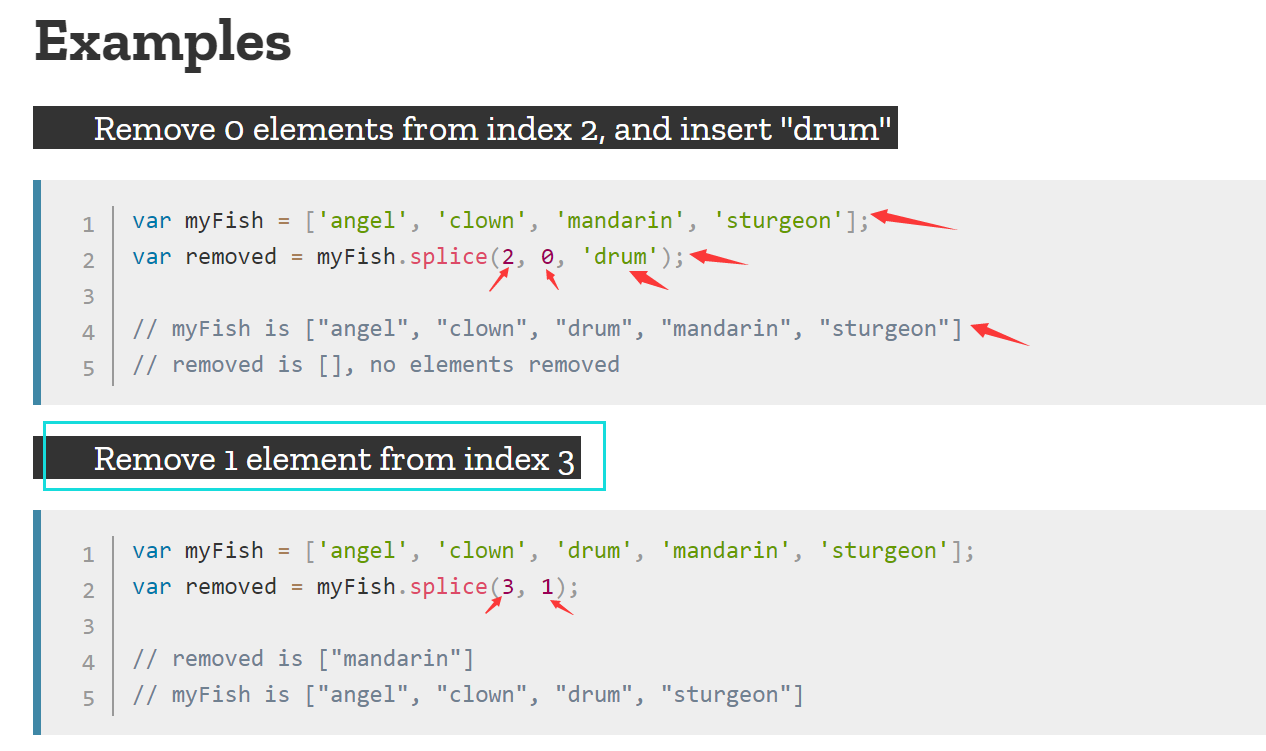 Examples
Remove 0 elements from index 2, and insert "drum"
1 var myFish = ['angel', 'clown', 'mandarin', 'sturgeon'];
2 var removed = myFish.splice(2, 0, 'drum');
3
4 // myFish is ["angel", "clown", "drum", "mandarin", "sturgeon"]
5 // removed is [], no elements removed
Remove 1 element from index 3
1 var myFish = ['angel', 'clown', 'drum', 'mandarin', 'sturgeon'];
2 var removed = myFish.splice(3, 1);
3
4 // removed is ["mandarin"]
5 // myFish is ["angel", "clown", "drum", "sturgeon"]